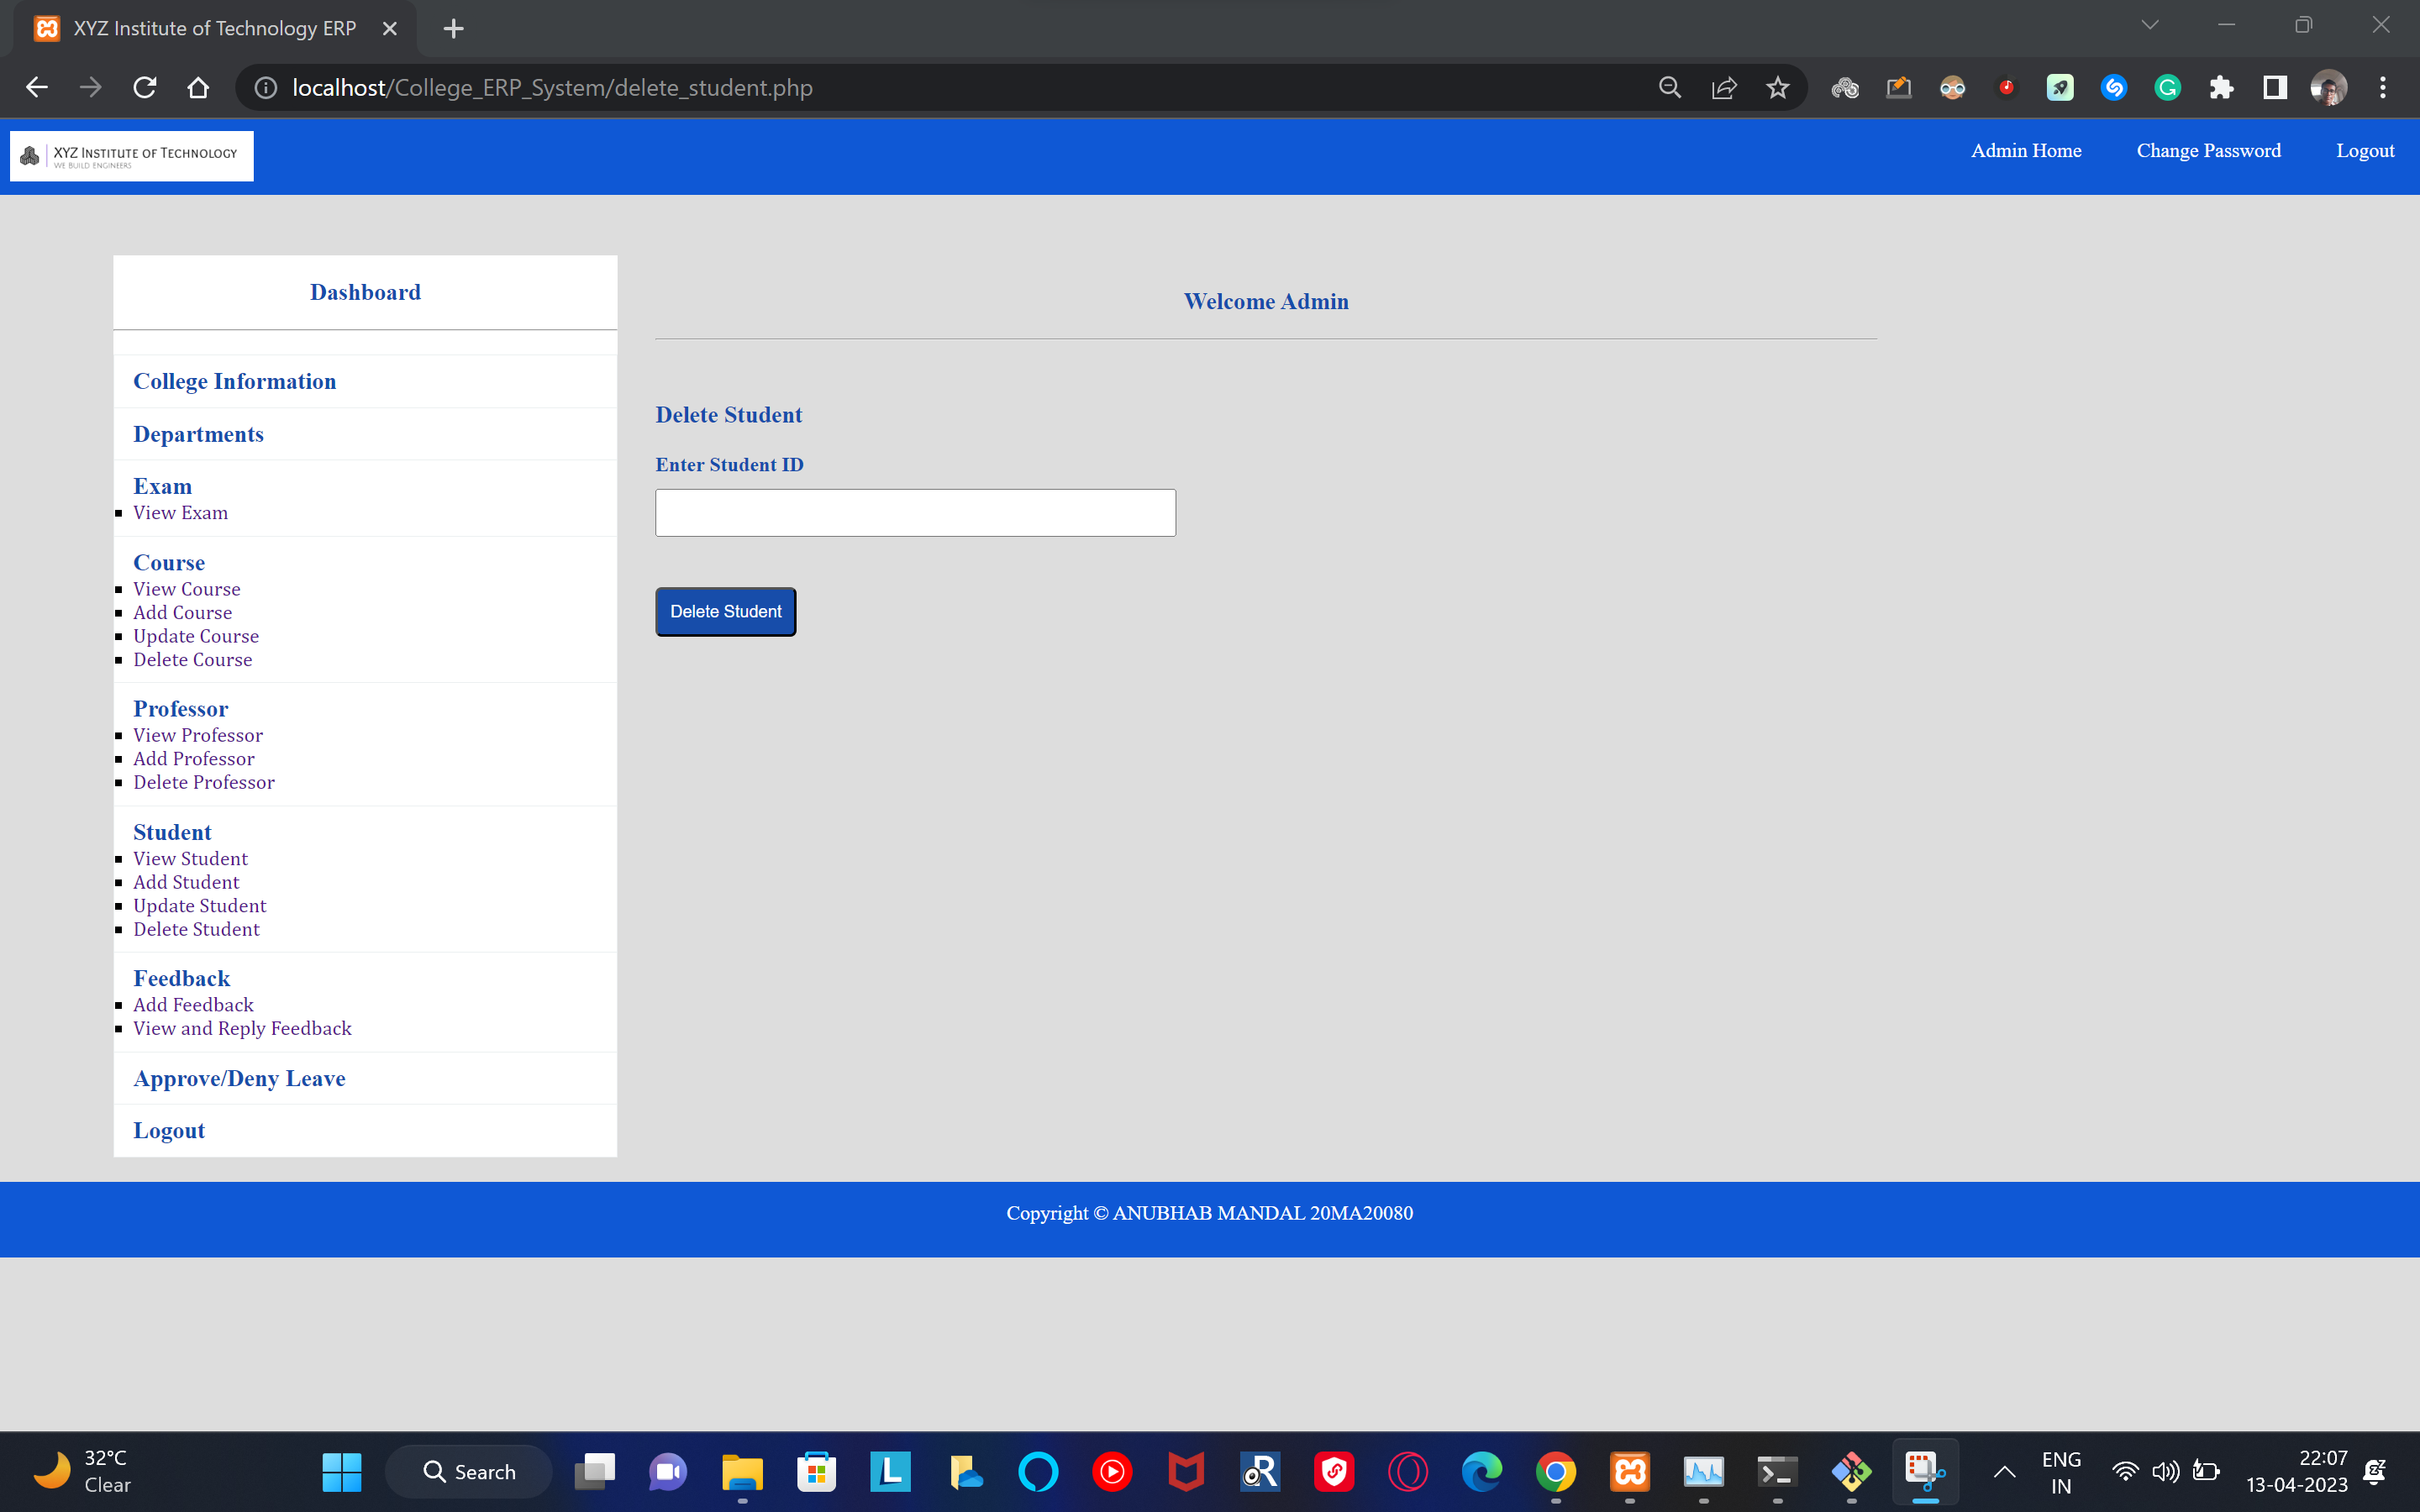 XYZ Institute of Technology ERP
localhost/College_ERP_System/delete_student.php
XYZ INSTITUTE OF TECHNOLOGY
WE BUILD ENGINEERS
Admin Home
Change Password
Logout
Dashboard
College Information
Departments
Exam
View Exam
Course
View Course
Add Course
Update Course
Delete Course
Professor
View Professor
Add Professor
Delete Professor
Student
View Student
Add Student
Update Student
Delete Student
Feedback
Add Feedback
View and Reply Feedback
Approve/Deny Leave
Logout
Welcome Admin
Delete Student
Enter Student ID
Delete Student
Copyright © ANUBHAB MANDAL 20MA20080
32°C
Clear
Search
ENG
IN
22:07
13-04-2023